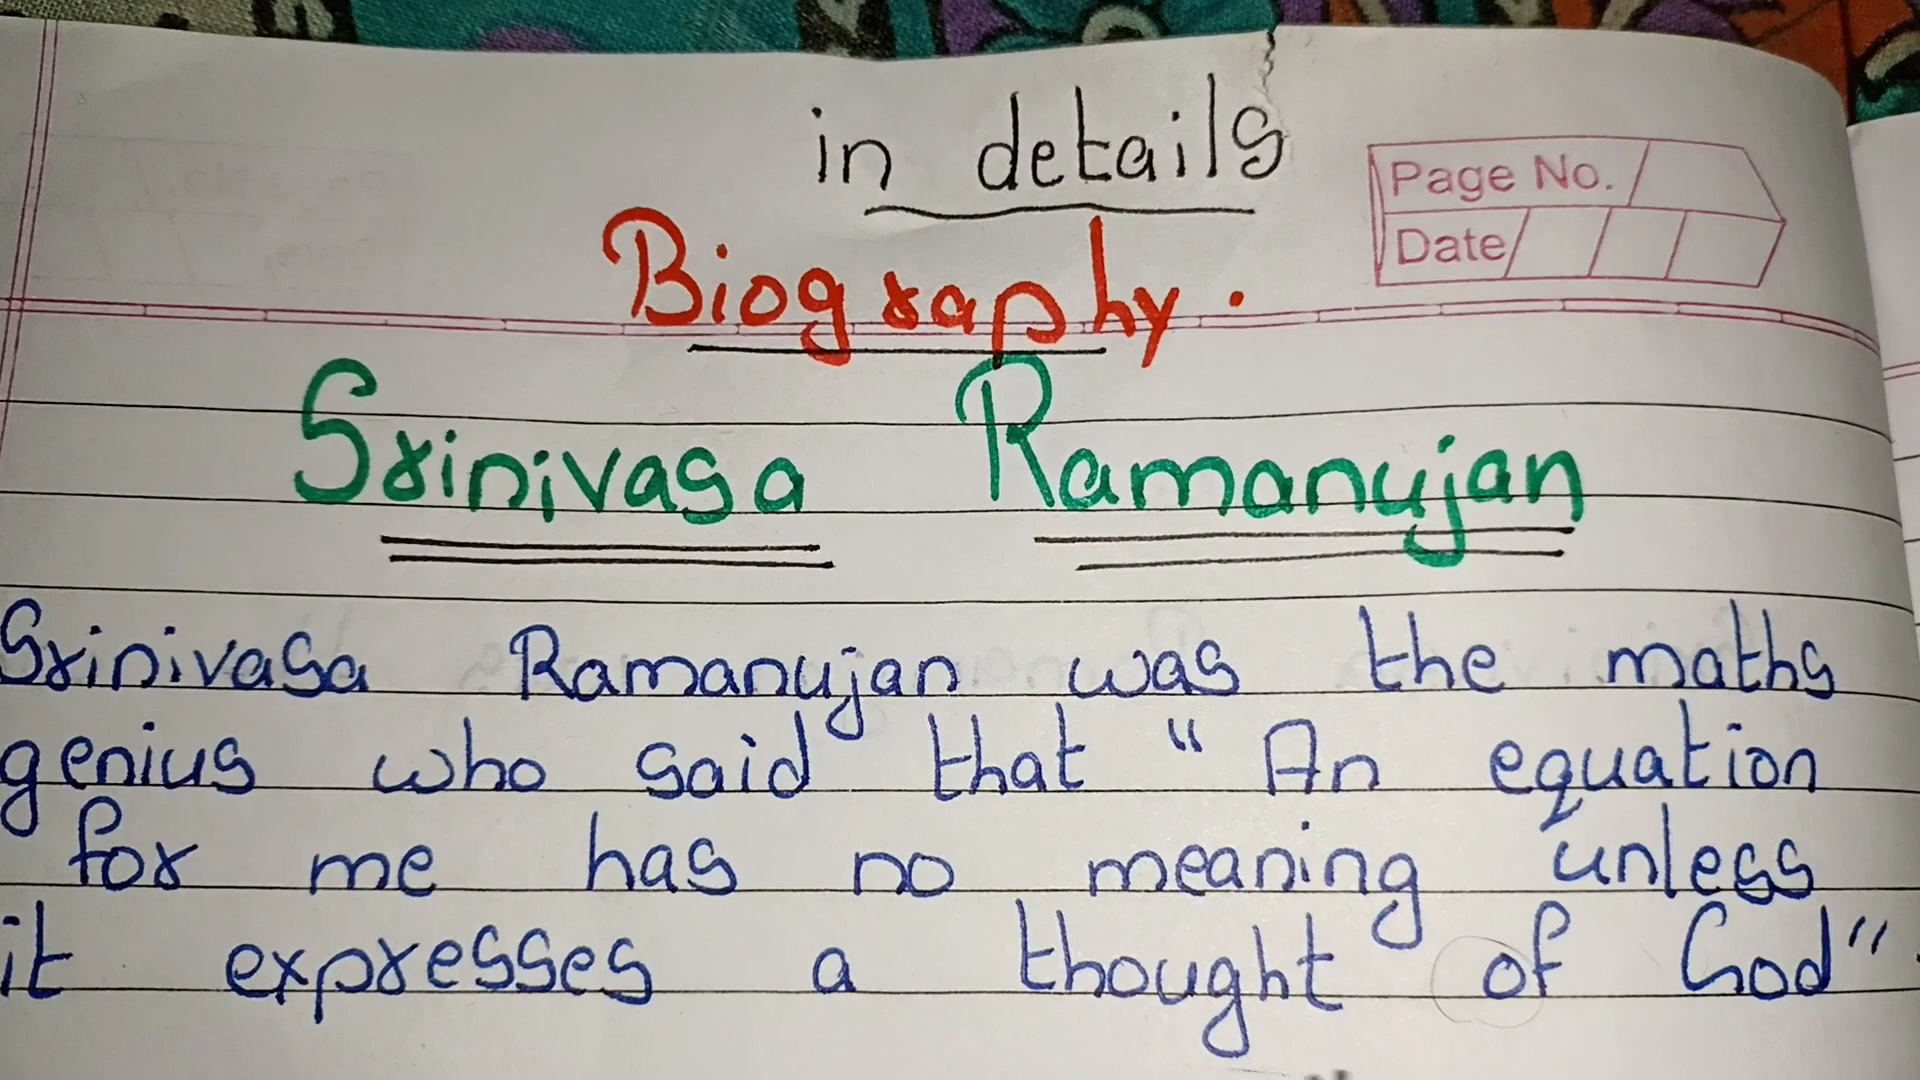 in details
Page No.
Date
Biography.
Srinivasa Ramanujan
Srinivasa Ramanujan was the maths
genius who said that “ An equation
for me has no meaning unless
it expresses a thought of God”.